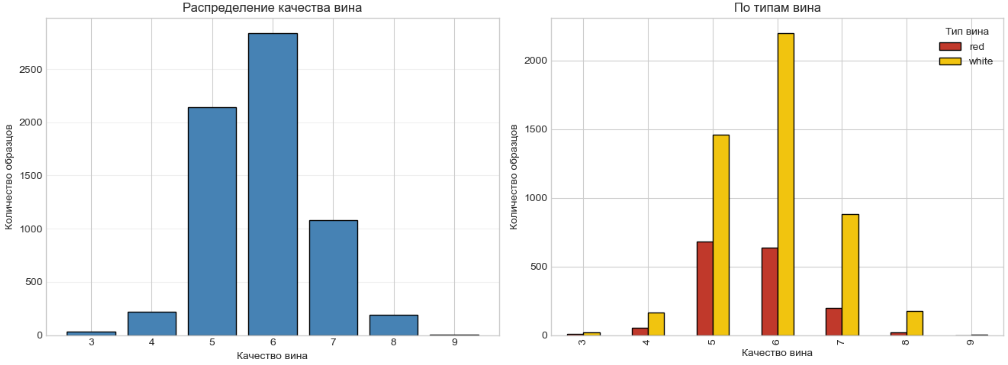 Распределение качества вина
Количество образцов
2500
2000
1500
1000
500
0
3 4 5 6 7 8 9
Качество вина
По типам вина
Тип вина
red
white
Количество образцов
2000
1500
1000
500
0
3 4 5 6 7 8 9
Качество вина